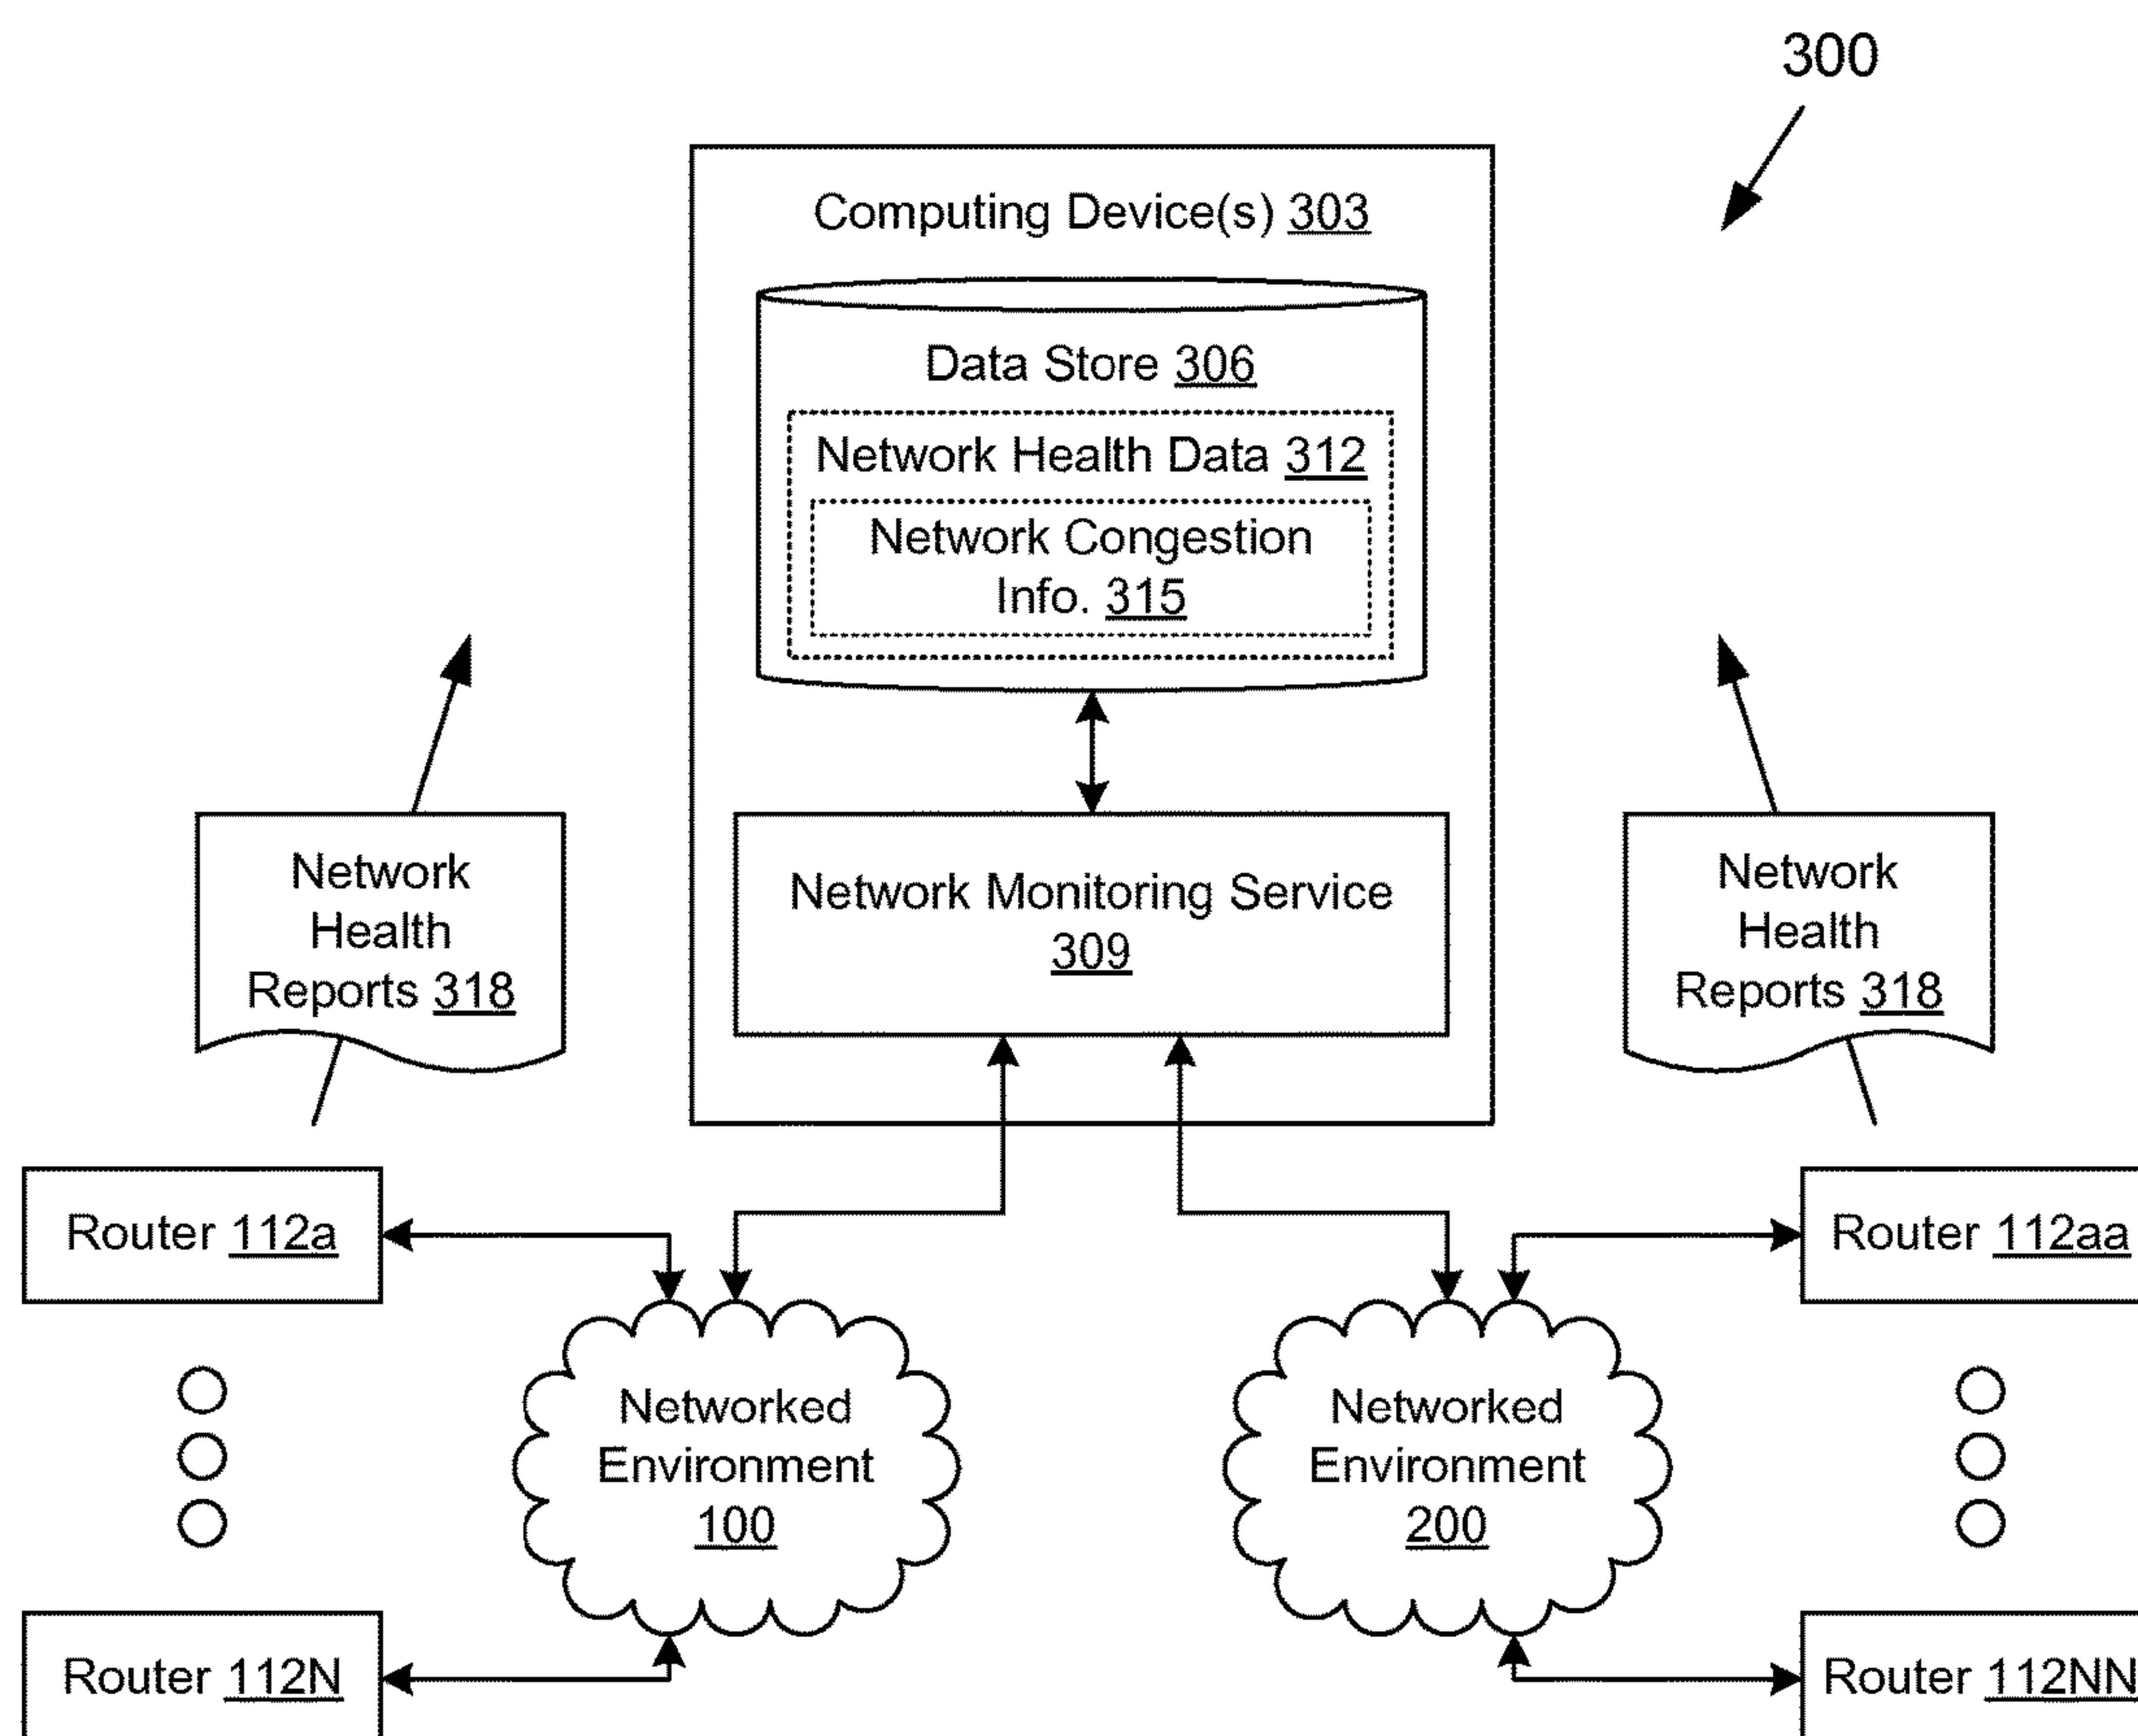 300
Computing Device(s) 303
Data Store 306
Network Health Data 312
Network Congestion
Info. 315
Network
Health
Reports 318
Network Monitoring Service
309
Network
Health
Reports 318
Router 112a
Router 112aa
Networked
Environment
100
Networked
Environment
200
Router 112N
Router 112NN